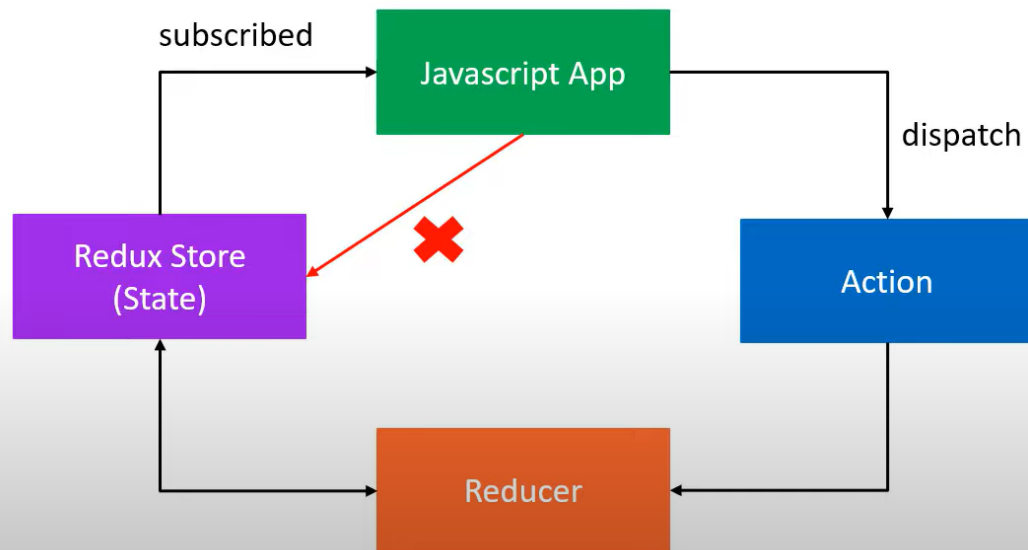 subscribed
Javascript App
dispatch
Redux Store
(State)
Action
Reducer